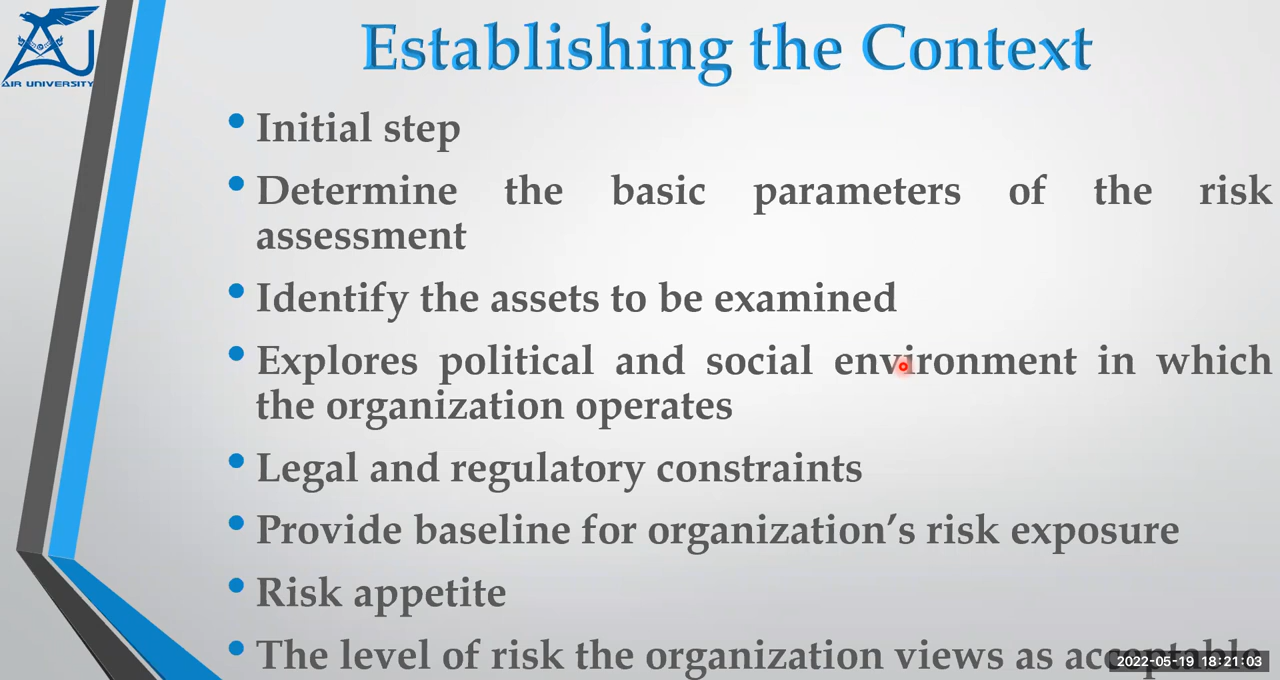 AIR UNIVERSITY
Establishing the Context
• Initial step
• Determine the basic parameters of the risk
assessment
• Identify the assets to be examined
• Explores political and social environment in which
the organization operates
• Legal and regulatory constraints
• Provide baseline for organization’s risk exposure
• Risk appetite
• The level of risk the organization views as acceptable
2022-05-19 18:21:03